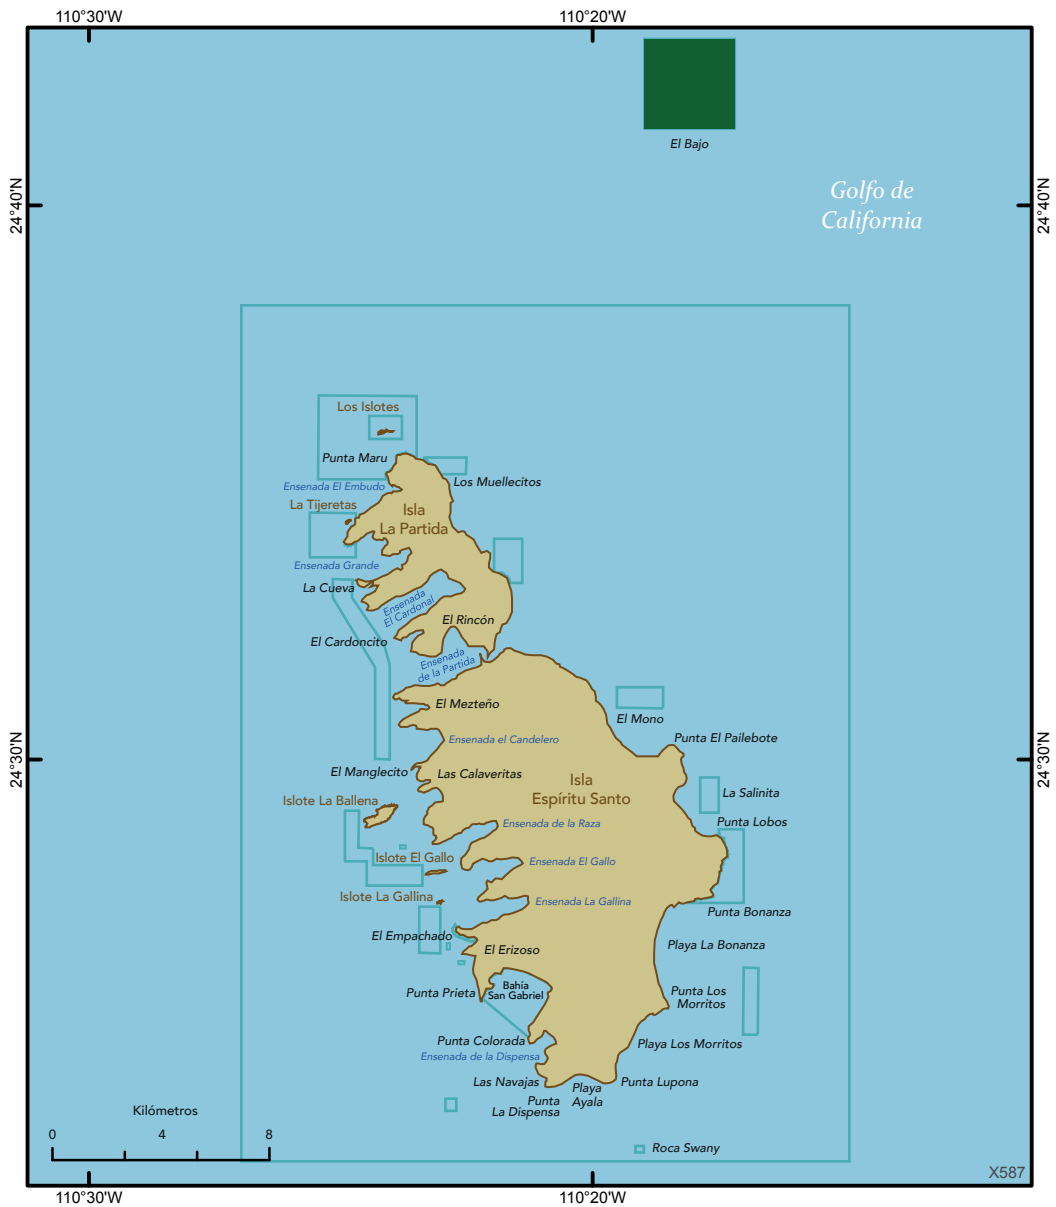 110°30'W
110°20'W
El Bajo
Golfo de
California
24°40'N
24°40'N
Los Islotes
Punta Maru
Los Muellecitos
Ensenada El Embudo
La Tijeretas
Isla
La Partida
Ensenada Grande
La Cueva
Ensenada
El Cardonal
El Rincón
El Cardoncito
Ensenada
de la Partida
El Mezteño
El Mono
Ensenada el Candelero
Punta El Pailebote
24°30'N
24°30'N
El Manglecito
Las Calaveritas
Isla
Espíritu Santo
La Salinita
Islote La Ballena
Ensenada de la Raza
Punta Lobos
Islote El Gallo
Ensenada El Gallo
Islote La Gallina
Ensenada La Gallina
Punta Bonanza
El Empachado
El Erizoso
Playa La Bonanza
Bahía
San Gabriel
Punta Prieta
Punta Los
Morritos
Punta Colorada
Playa Los Morritos
Ensenada de la Dispensa
Las Navajas
Playa
Ayala
Punta Lupona
Punta
La Dispensa
Kilómetros
0 4 8
Roca Swany
X587
110°30'W
110°20'W